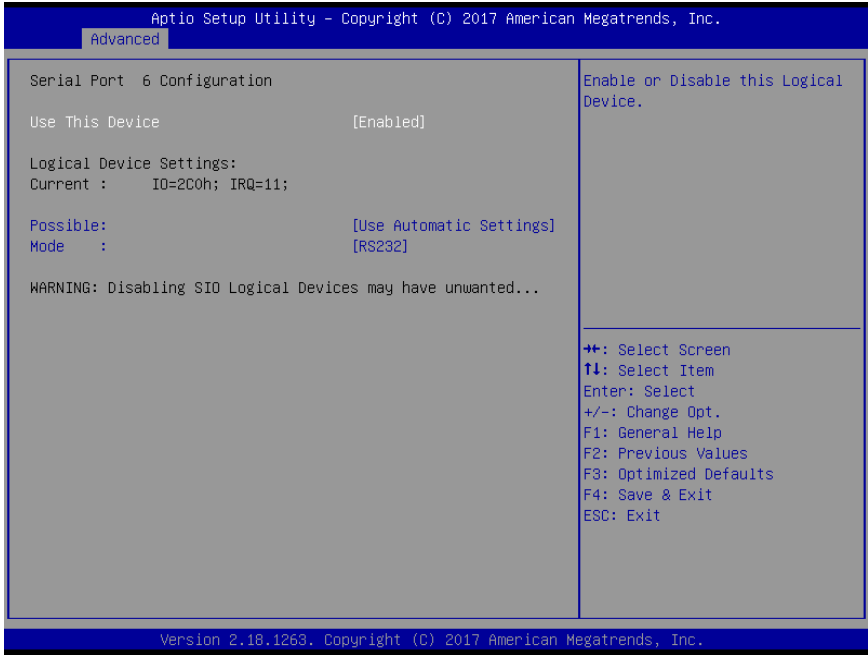 Aptio Setup Utility – Copyright (C) 2017 American Megatrends, Inc.
Advanced
Serial Port 6 Configuration
Use This Device [Enabled]
Logical Device Settings:
Current : IO=2C0h; IRQ=11;
Possible: [Use Automatic Settings]
Mode : [RS232]
WARNING: Disabling SIO Logical Devices may have unwanted...
Enable or Disable this Logical
Device.
→←: Select Screen
↑↓: Select Item
Enter: Select
+/-: Change Opt.
F1: General Help
F2: Previous Values
F3: Optimized Defaults
F4: Save & Exit
ESC: Exit
Version 2.18.1263. Copyright (C) 2017 American Megatrends, Inc.